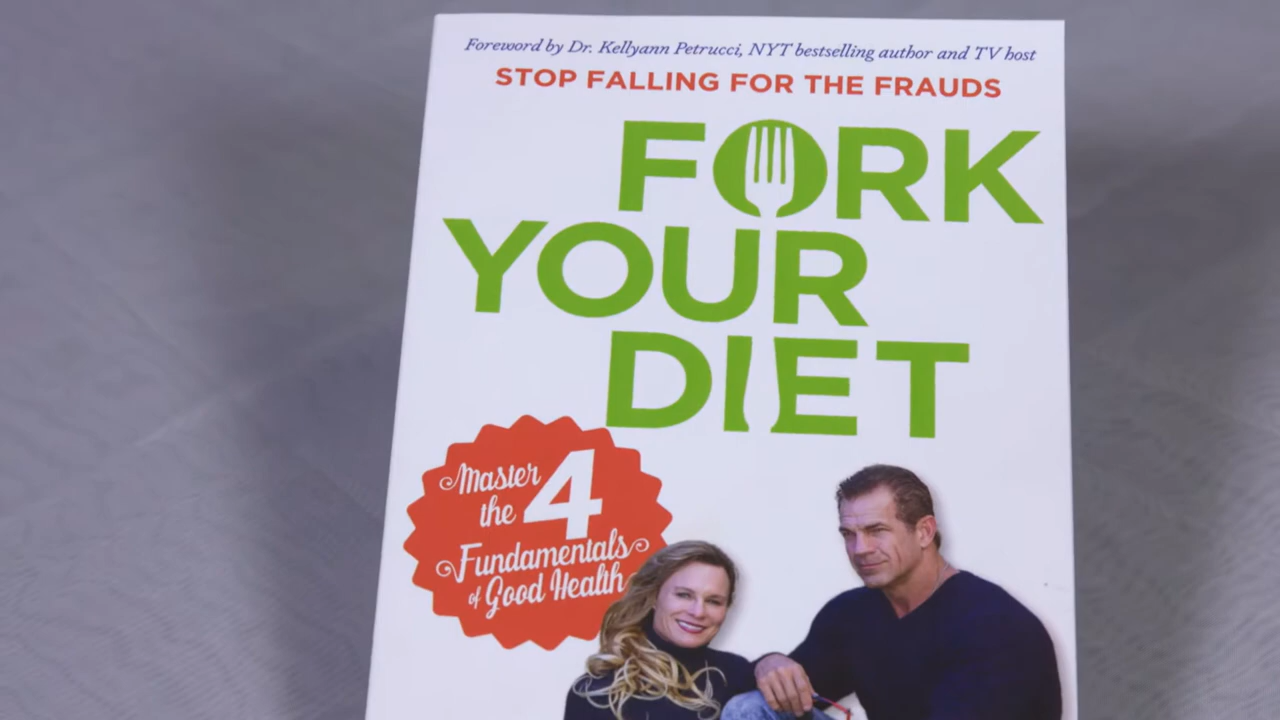 Foreword by Dr. Kellyann Petrucci, NYT bestselling author and TV host
STOP FALLING FOR THE FRAUDS
FORK
YOUR
DIET
Master
the 4
Fundamentals
of Good Health